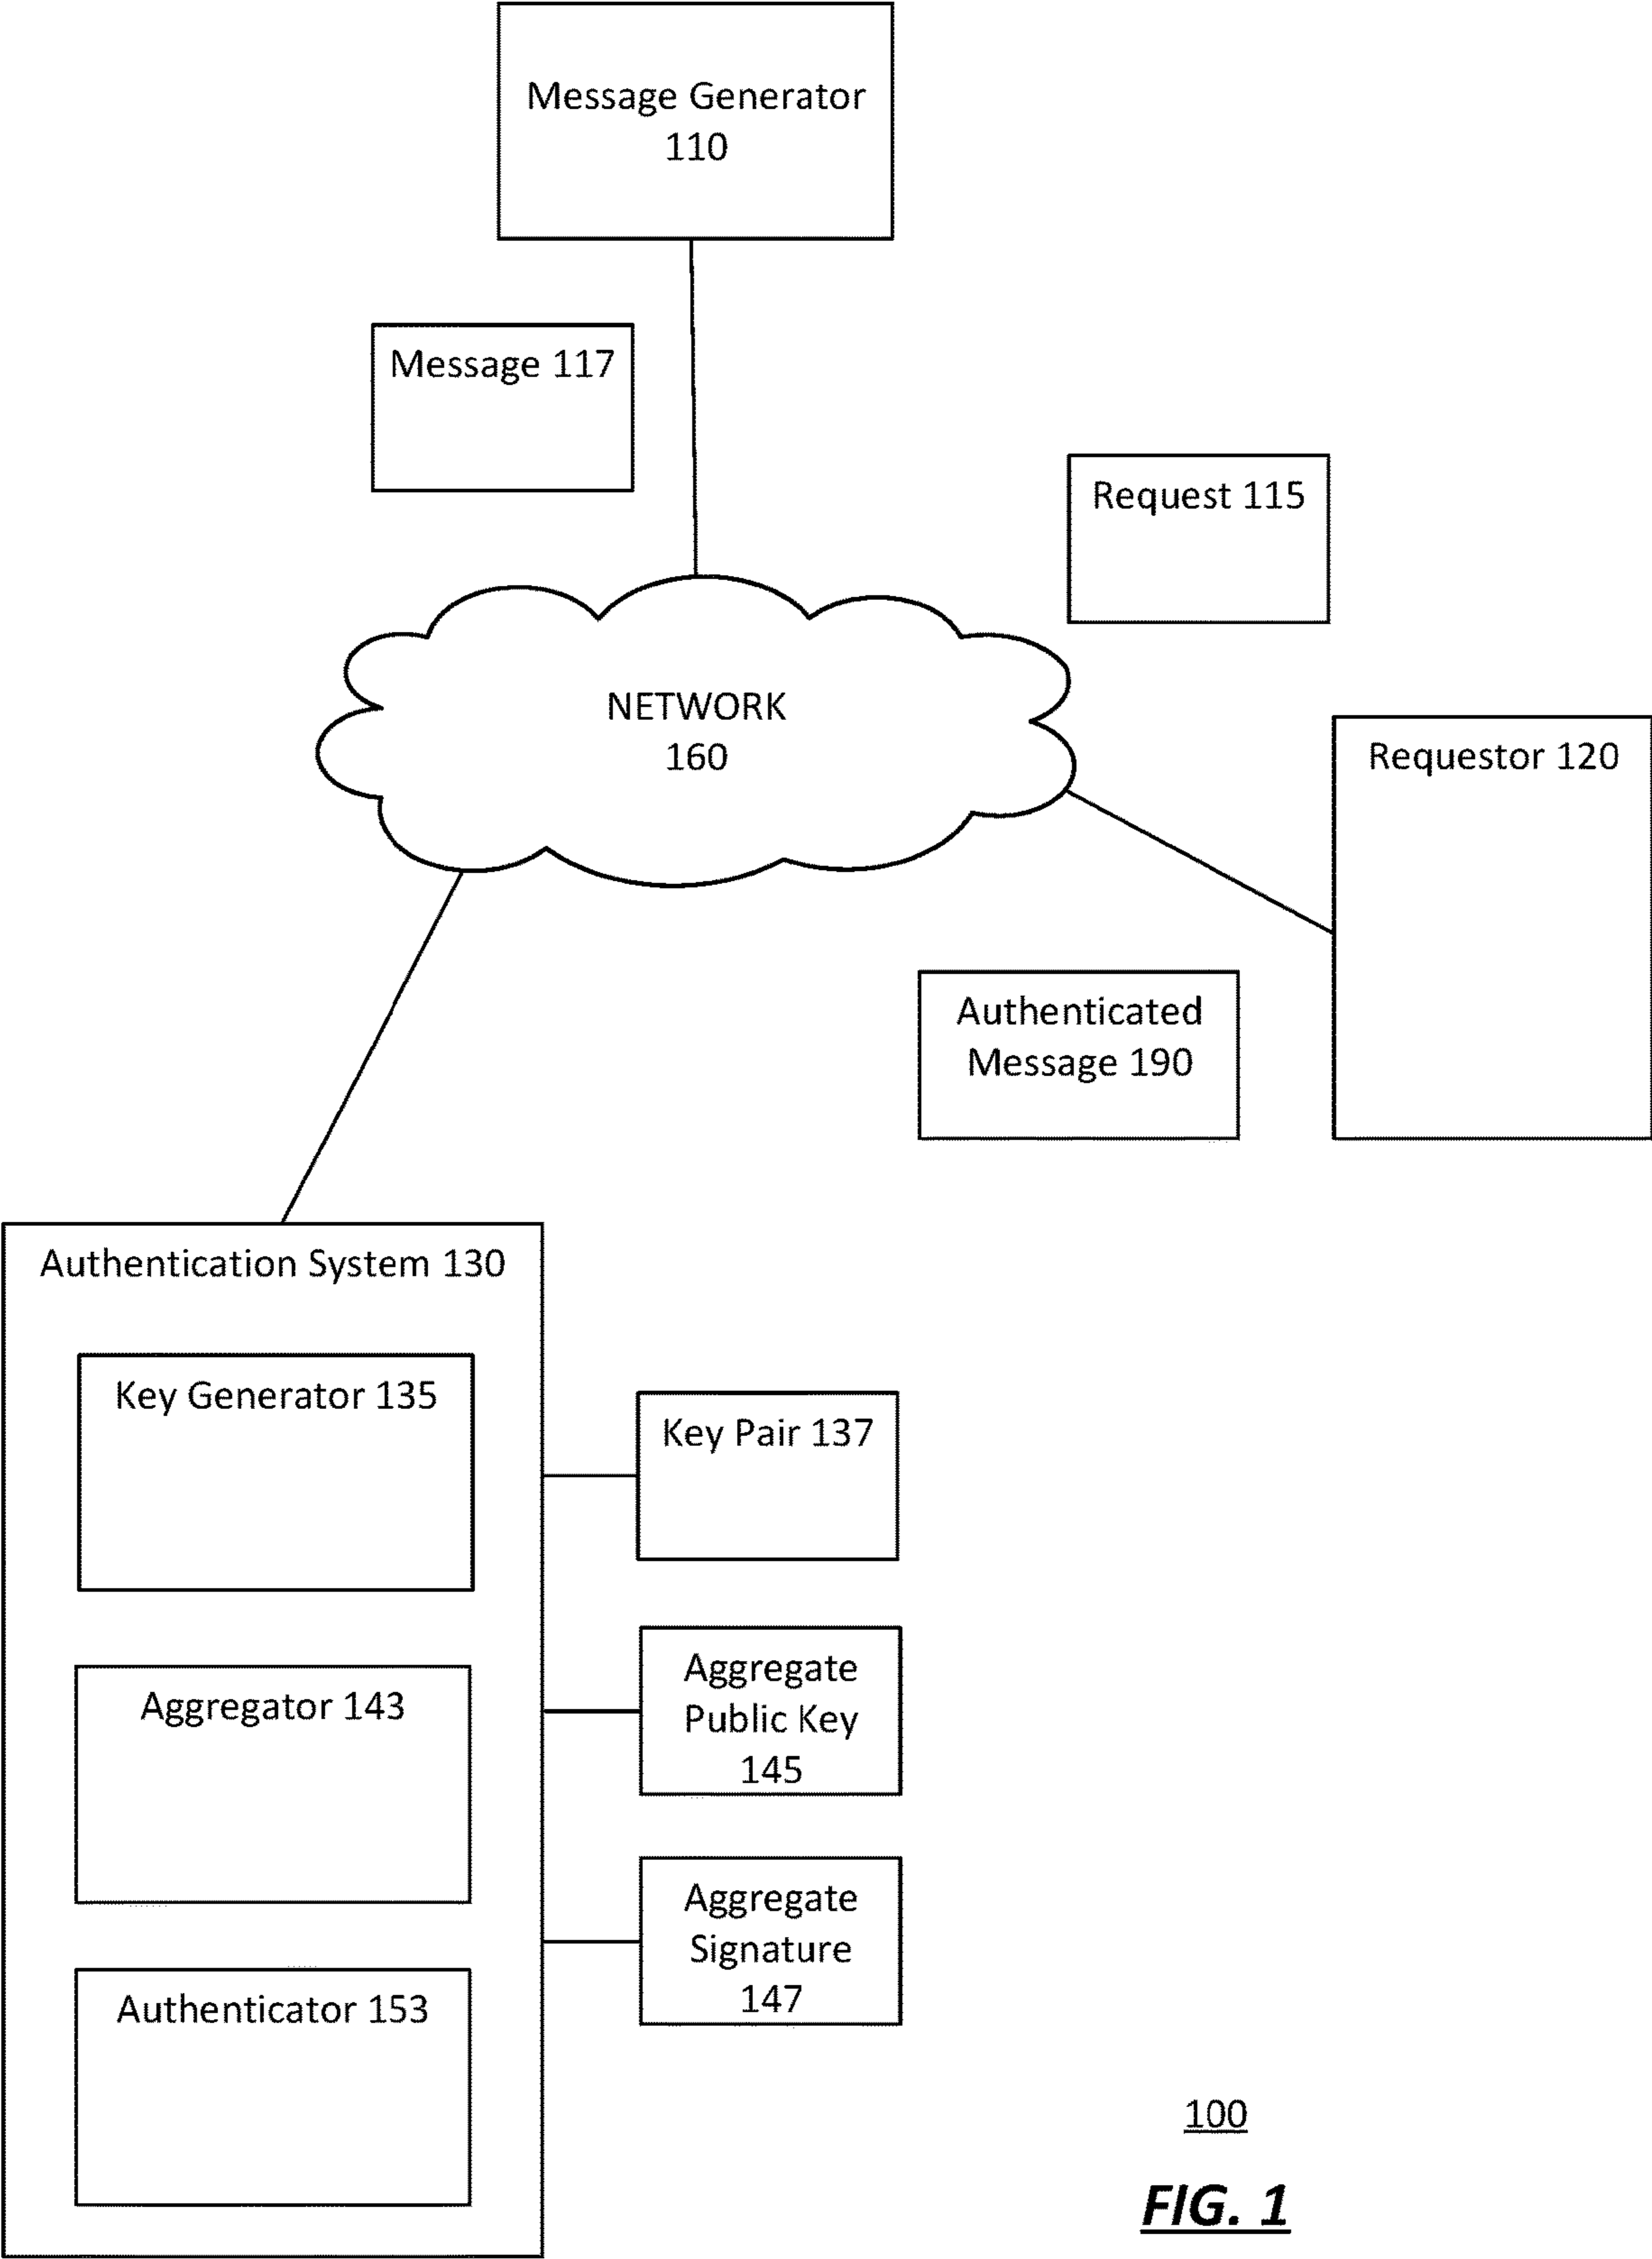 Message Generator
110
Message 117
Request 115
NETWORK
160
Requestor 120
Authenticated
Message 190
Authentication System 130
Key Generator 135
Key Pair 137
Aggregate
Public Key
145
Aggregator 143
Aggregate
Signature
147
Authenticator 153
100
FIG. 1